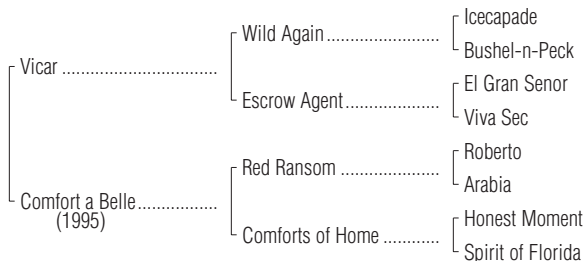 Icecapade
Wild Again
Bushel-n-Peck
Vicar
El Gran Senor
Escrow Agent
Viva Sec
Roberto
Red Ransom
Arabia
Comfort a Belle
(1995)
Honest Moment
Comforts of Home
Spirit of Florida